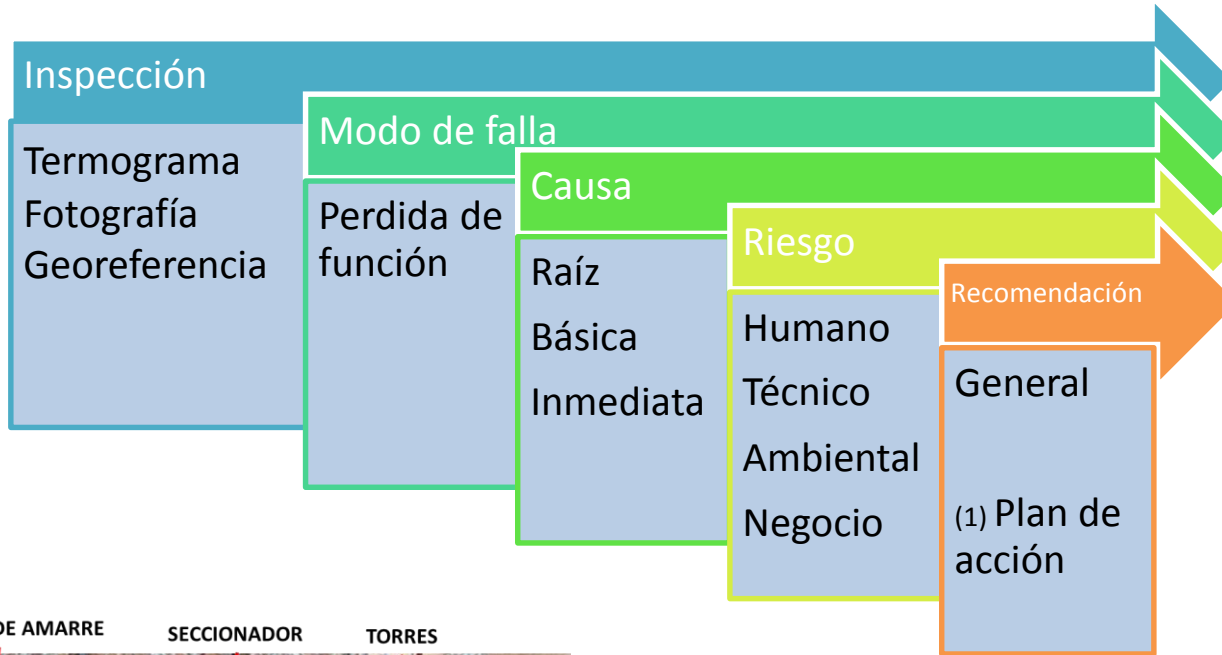 Inspección
Termograma
Fotografía
Georeferencia
Modo de falla
Perdida de
función
Causa
Raíz
Básica
Inmediata
Riesgo
Humano
Técnico
Ambiental
Negocio
Recomendación
General
(1) Plan de
acción
DE AMARRE
SECCIONADOR
TORRES